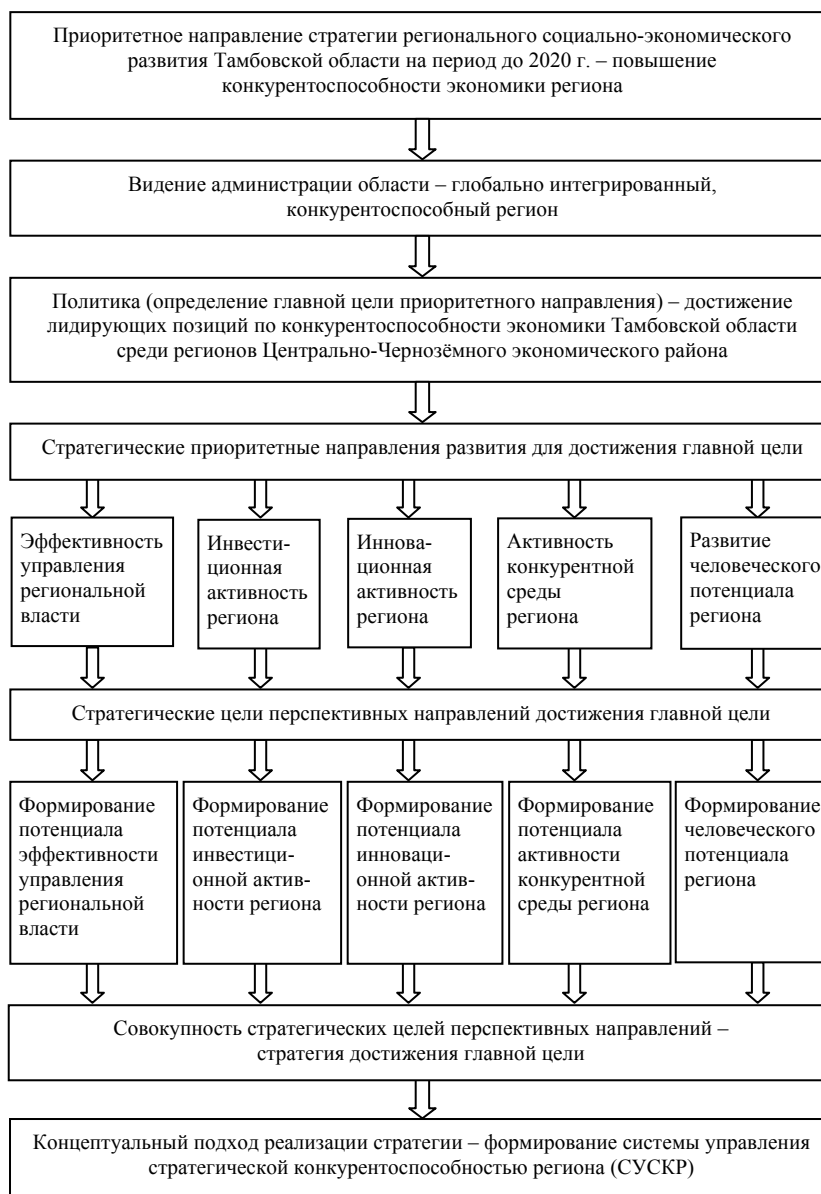 Приоритетное направление стратегии регионального социально-экономического
развития Тамбовской области на период до 2020 г. – повышение
конкурентоспособности экономики региона
Видение администрации области – глобально интегрированный,
конкурентоспособный регион
Политика (определение главной цели приоритетного направления) – достижение
лидирующих позиций по конкурентоспособности экономики Тамбовской области
среди регионов Центрально-Чернозёмного экономического района
Стратегические приоритетные направления развития для достижения главной цели
Эффективность
управления
региональной
власти
Инвести-
ционная
активность
региона
Иннова-
ционная
активность
региона
Активность
конкурентной
среды
региона
Развитие
человеческого
потенциала
региона
Стратегические цели перспективных направлений достижения главной цели
Формирование
потенциала
эффективности
управления
региональной
власти
Формирование
потенциала
инвестици-
онной актив-
ности региона
Формирование
потенциала
инновацион-
ной актив-
ности региона
Формирование
потенциала
активности
конкурентной
среды региона
Формирование
человеческого
потенциала
региона
Совокупность стратегических целей перспективных направлений –
стратегия достижения главной цели
Концептуальный подход реализации стратегии – формирование системы управления
стратегической конкурентоспособностью региона (СУСКР)